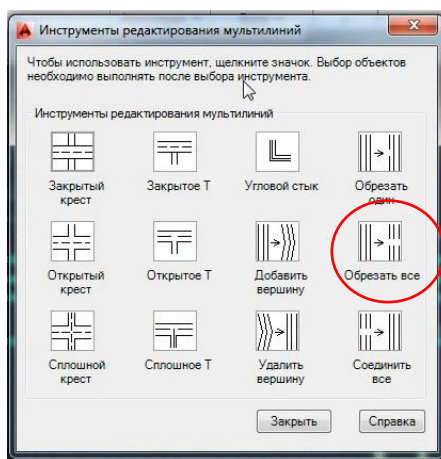 Инструменты редактирования мультилиний
Чтобы использовать инструмент, щелкните значок. Выбор объектов
необходимо выполнять после выбора инструмента.
Инструменты редактирования мультилиний
Закрытый
крест
Закрытое Т
Угловой стык
Обрезать
один
Открытый
крест
Открытое Т
Добавить
вершину
Обрезать все
Сплошной
крест
Сплошное Т
Удалить
вершину
Соединить
все
Закрыть
Справка